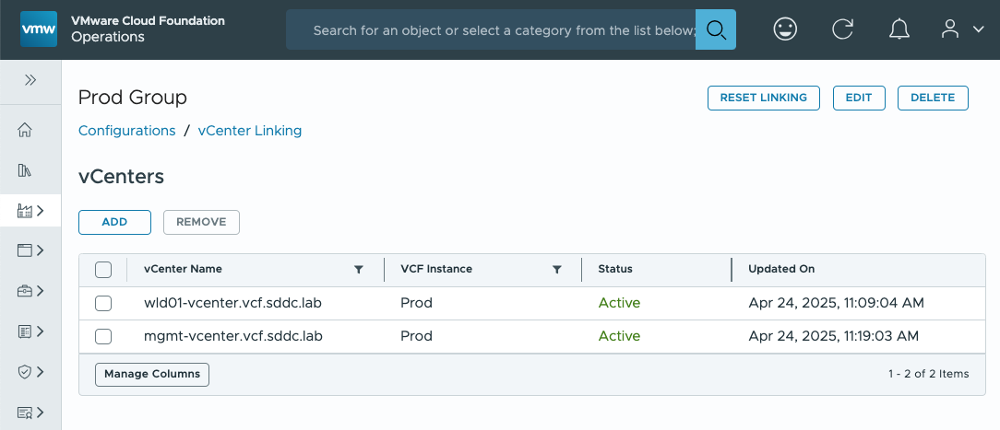 vmw
VMware Cloud Foundation
Operations
Search for an object or select a category from the list below;
Prod Group
RESET LINKING
EDIT
DELETE
Configurations / vCenter Linking
vCenters
ADD
REMOVE
vCenter Name VCF Instance Status Updated On
wld01-vcenter.vcf.sddc.lab Prod Active Apr 24, 2025, 11:09:04 AM
mgmt-vcenter.vcf.sddc.lab Prod Active Apr 24, 2025, 11:19:03 AM
Manage Columns
1 - 2 of 2 Items